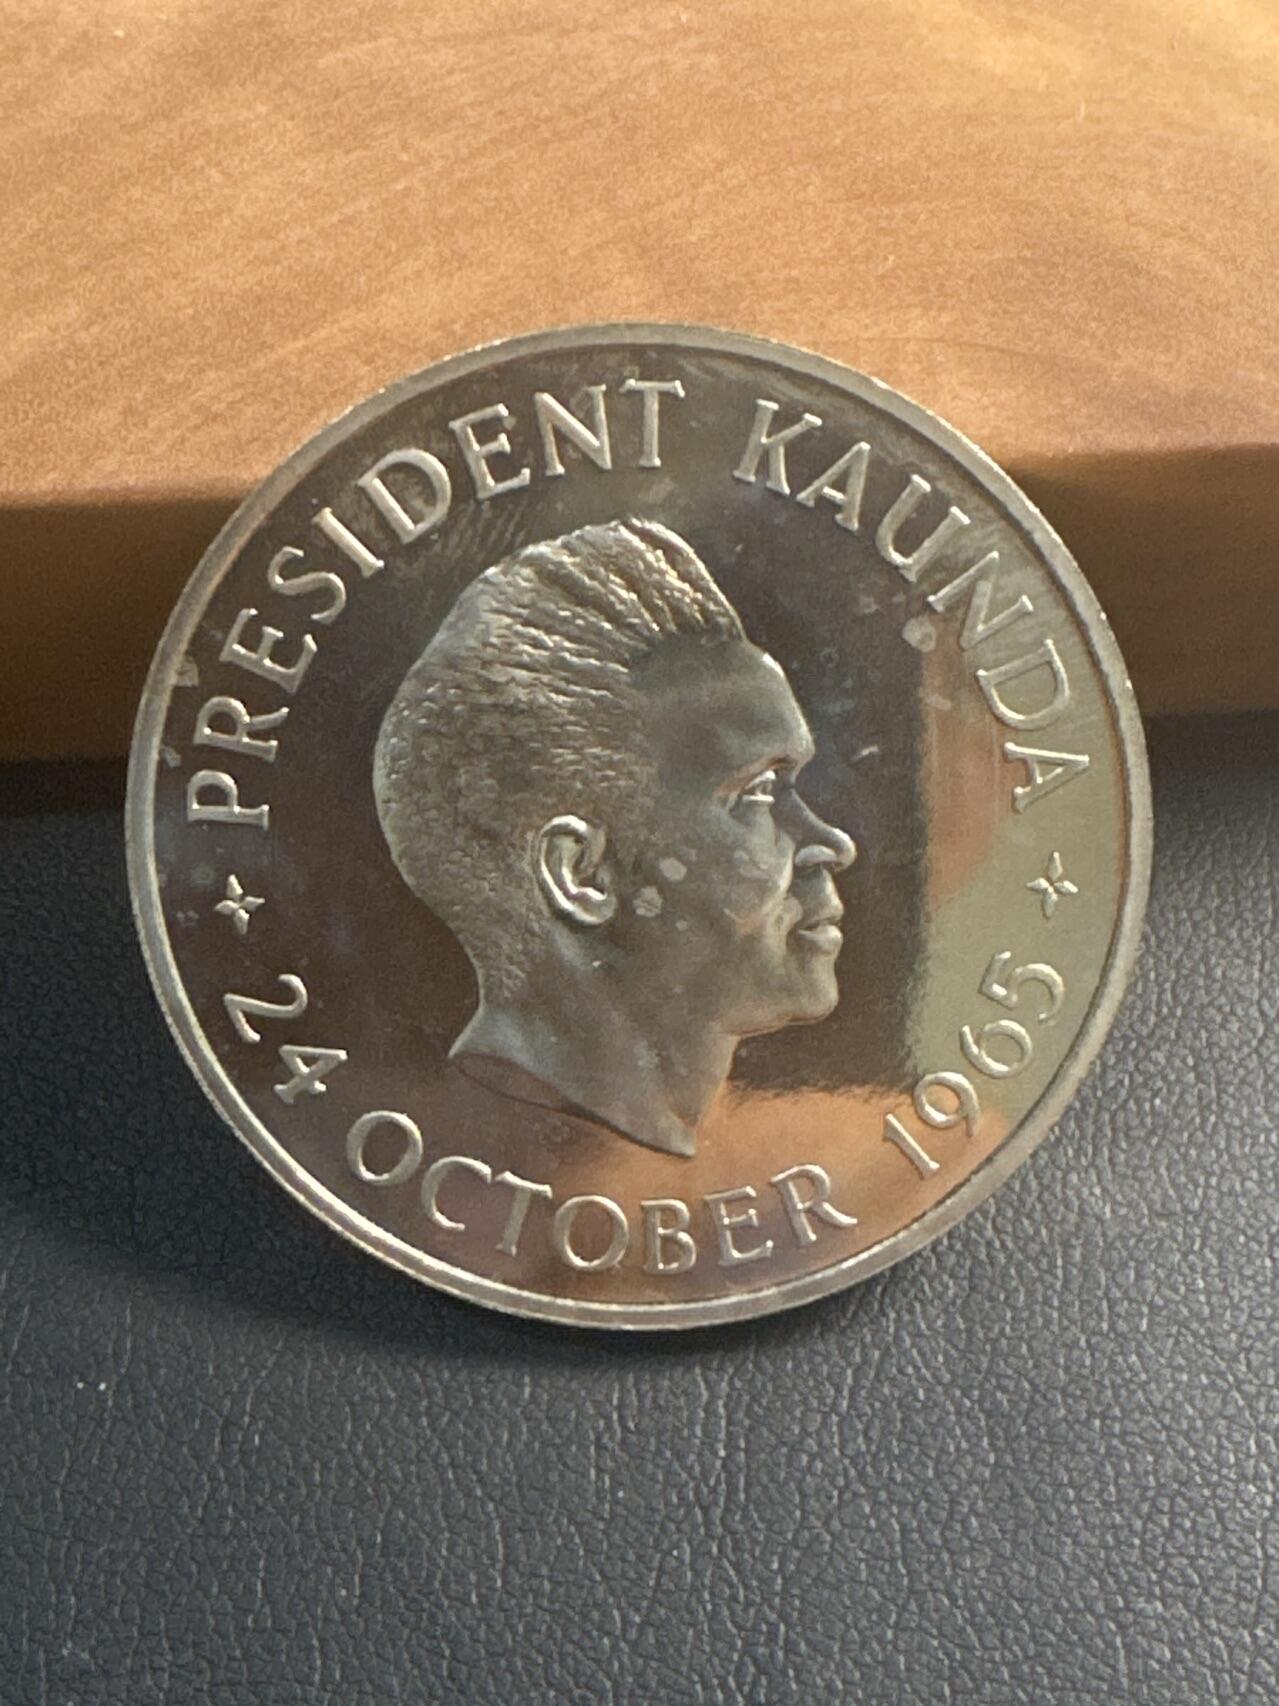 PRESIDENT KAUNDA
24 OCTOBER 1965